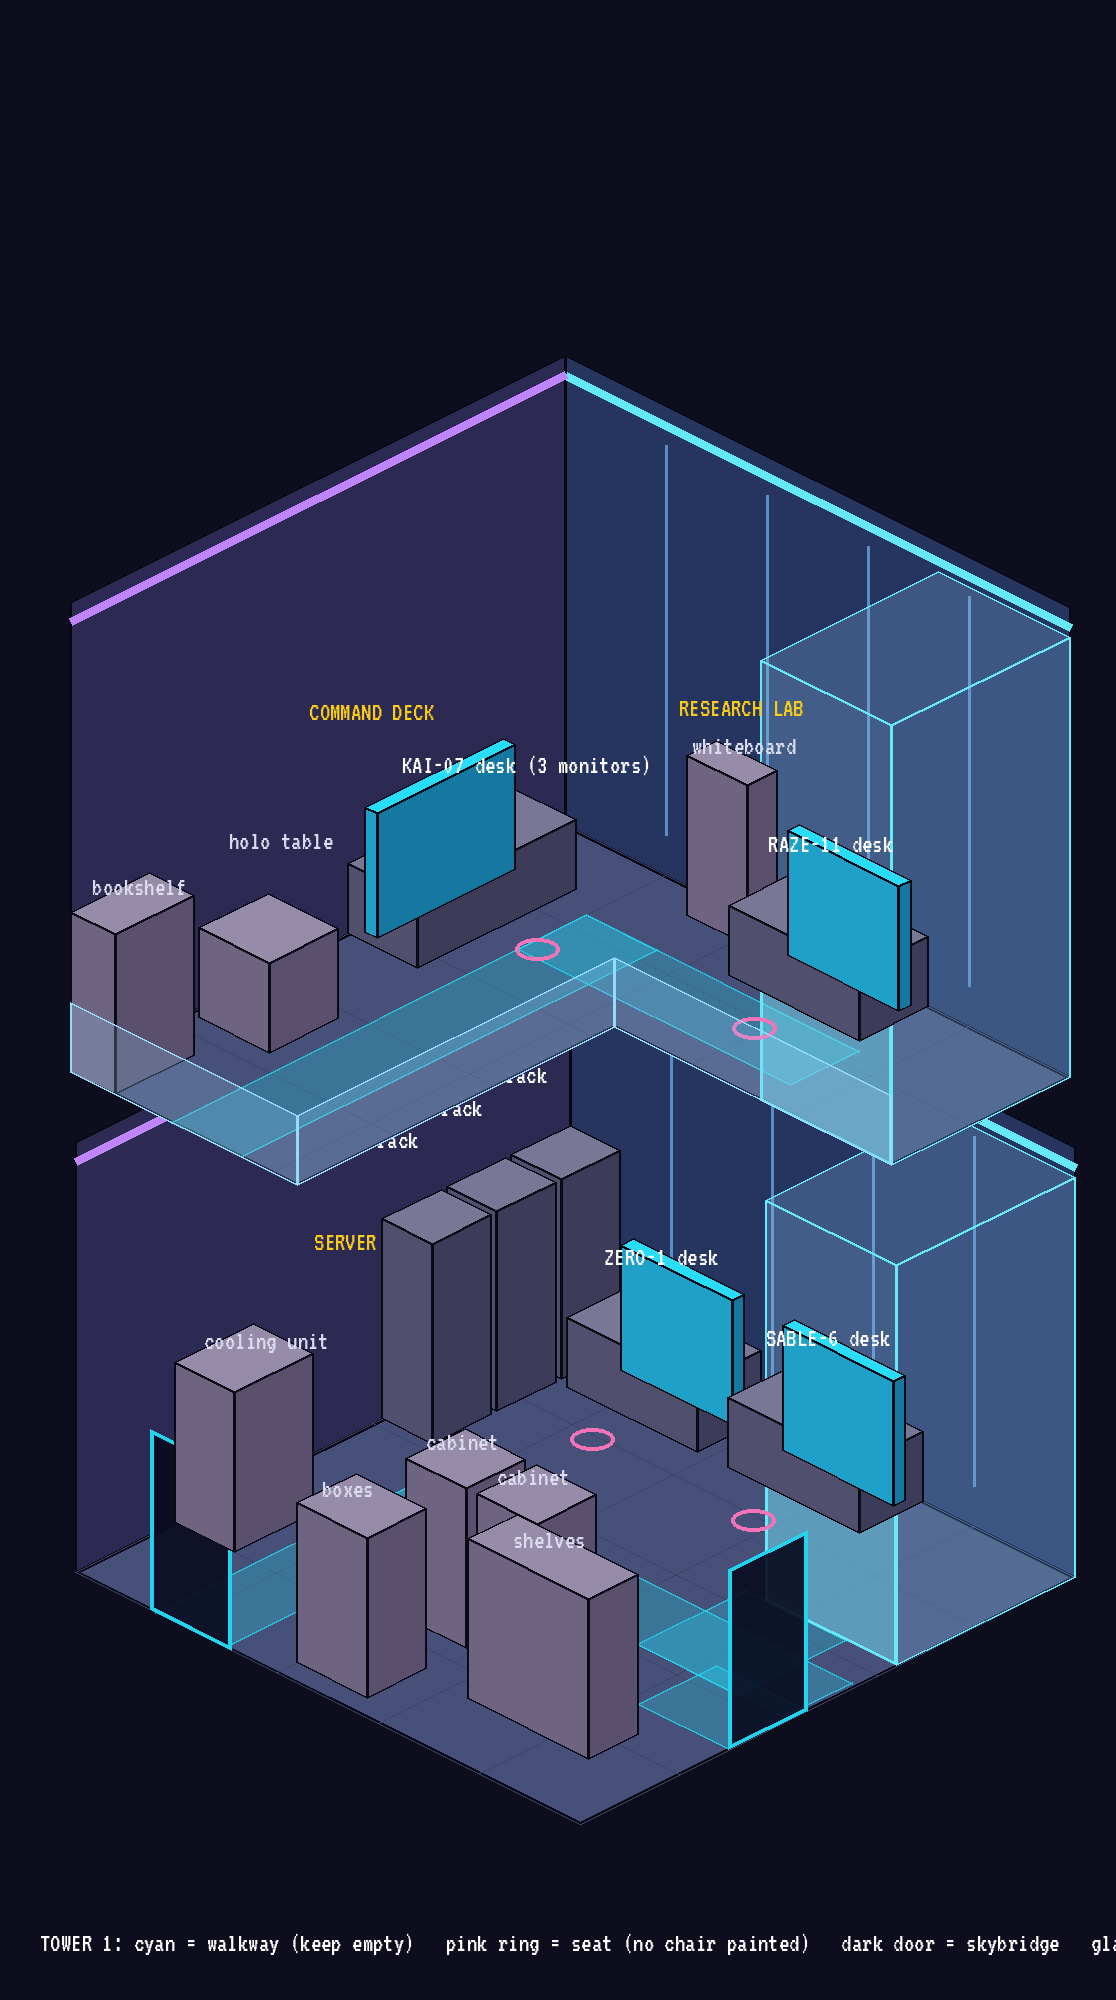 COMMAND DECK
RESEARCH LAB
whiteboard
KAI-07 desk (3 monitors)
holo table
RAZE-11 desk
bookshelf
SERVER
ZERO-1 desk
cooling unit
SABLE-6 desk
cabinet
cabinet
boxes
shelves
TOWER 1: cyan = walkway (keep empty) pink ring = seat (no chair painted) dark door = skybridge